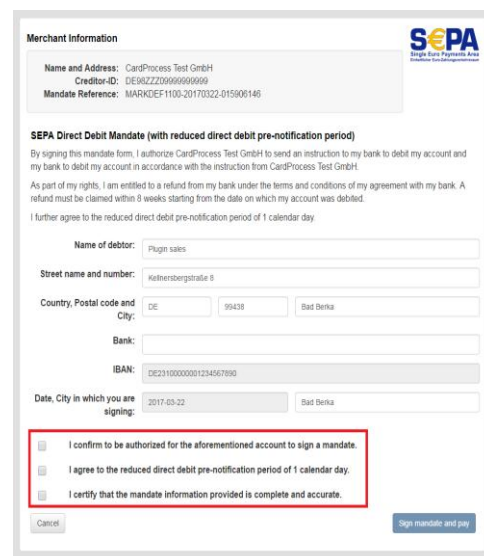 Merchant Information
SEPA
Single Euro Payments Area
Name and Address: CardProcess Test GmbH
Creditor-ID: DE98ZZZ09999999999
Mandate Reference: MARKDEF1100-20170322-015906146
SEPA Direct Debit Mandate (with reduced direct debit pre-notification period)
By signing this mandate form, I authorize CardProcess Test GmbH to send an instruction to my bank to debit my account and
my bank to debit my account in accordance with the instruction from CardProcess Test GmbH.
As part of my rights, I am entitled to a refund from my bank under the terms and conditions of my agreement with my bank. A
refund must be claimed within 8 weeks starting from the date on which my account was debited.
I further agree to the reduced direct debit pre-notification period of 1 calendar day.
Name of debtor: Plugin sales
Street name and number: Kellnersbergstraße 8
Country, Postal code and City: DE 99438 Bad Berka
Bank:
IBAN: DE23100000001234567890
Date, City in which you are signing: 2017-03-22 Bad Berka
I confirm to be authorized for the aforementioned account to sign a mandate.
I agree to the reduced direct debit pre-notification period of 1 calendar day.
I certify that the mandate information provided is complete and accurate.
Cancel Sign mandate and pay